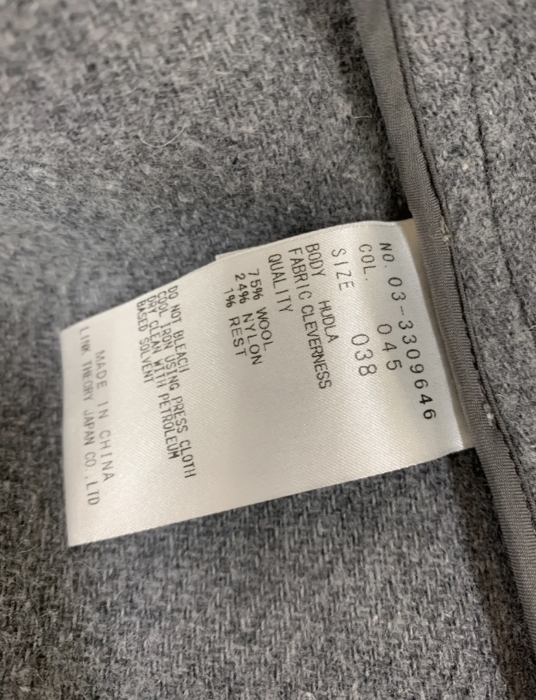 NO. 03-3309646
COL. 045
SIZE 038
BODY HUDLA
FABRIC CLEVERNESS
QUALITY
75% WOOL
24% NYLON
1% REST
DO NOT BLEACH
COOL IRON USING PRESS CLOTH
DRY CLEAN WITH PETROLEUM
BASED SOLVENT
MADE IN CHINA
LINK THEORY JAPAN CO.,LTD